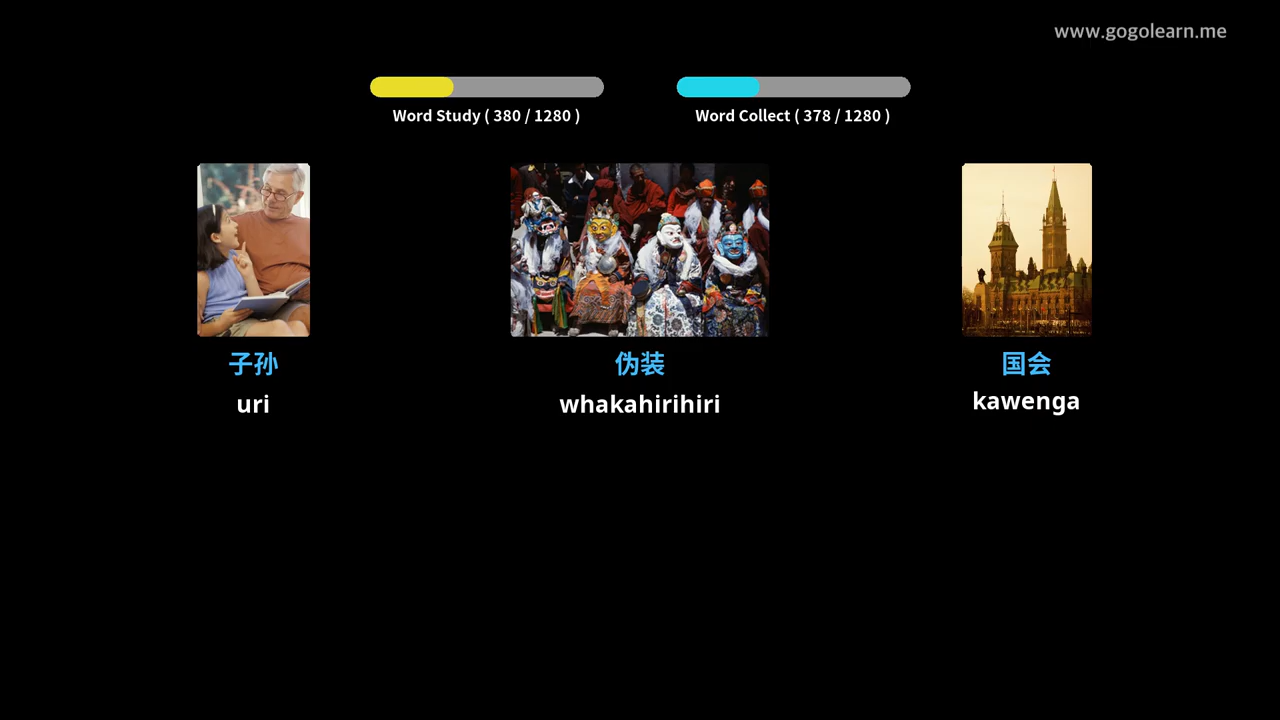 www.gogolearn.me
Word Study ( 380 / 1280 )
Word Collect ( 378 / 1280 )
子孙
伪装
国会
uri
whakahirihiri
kawenga